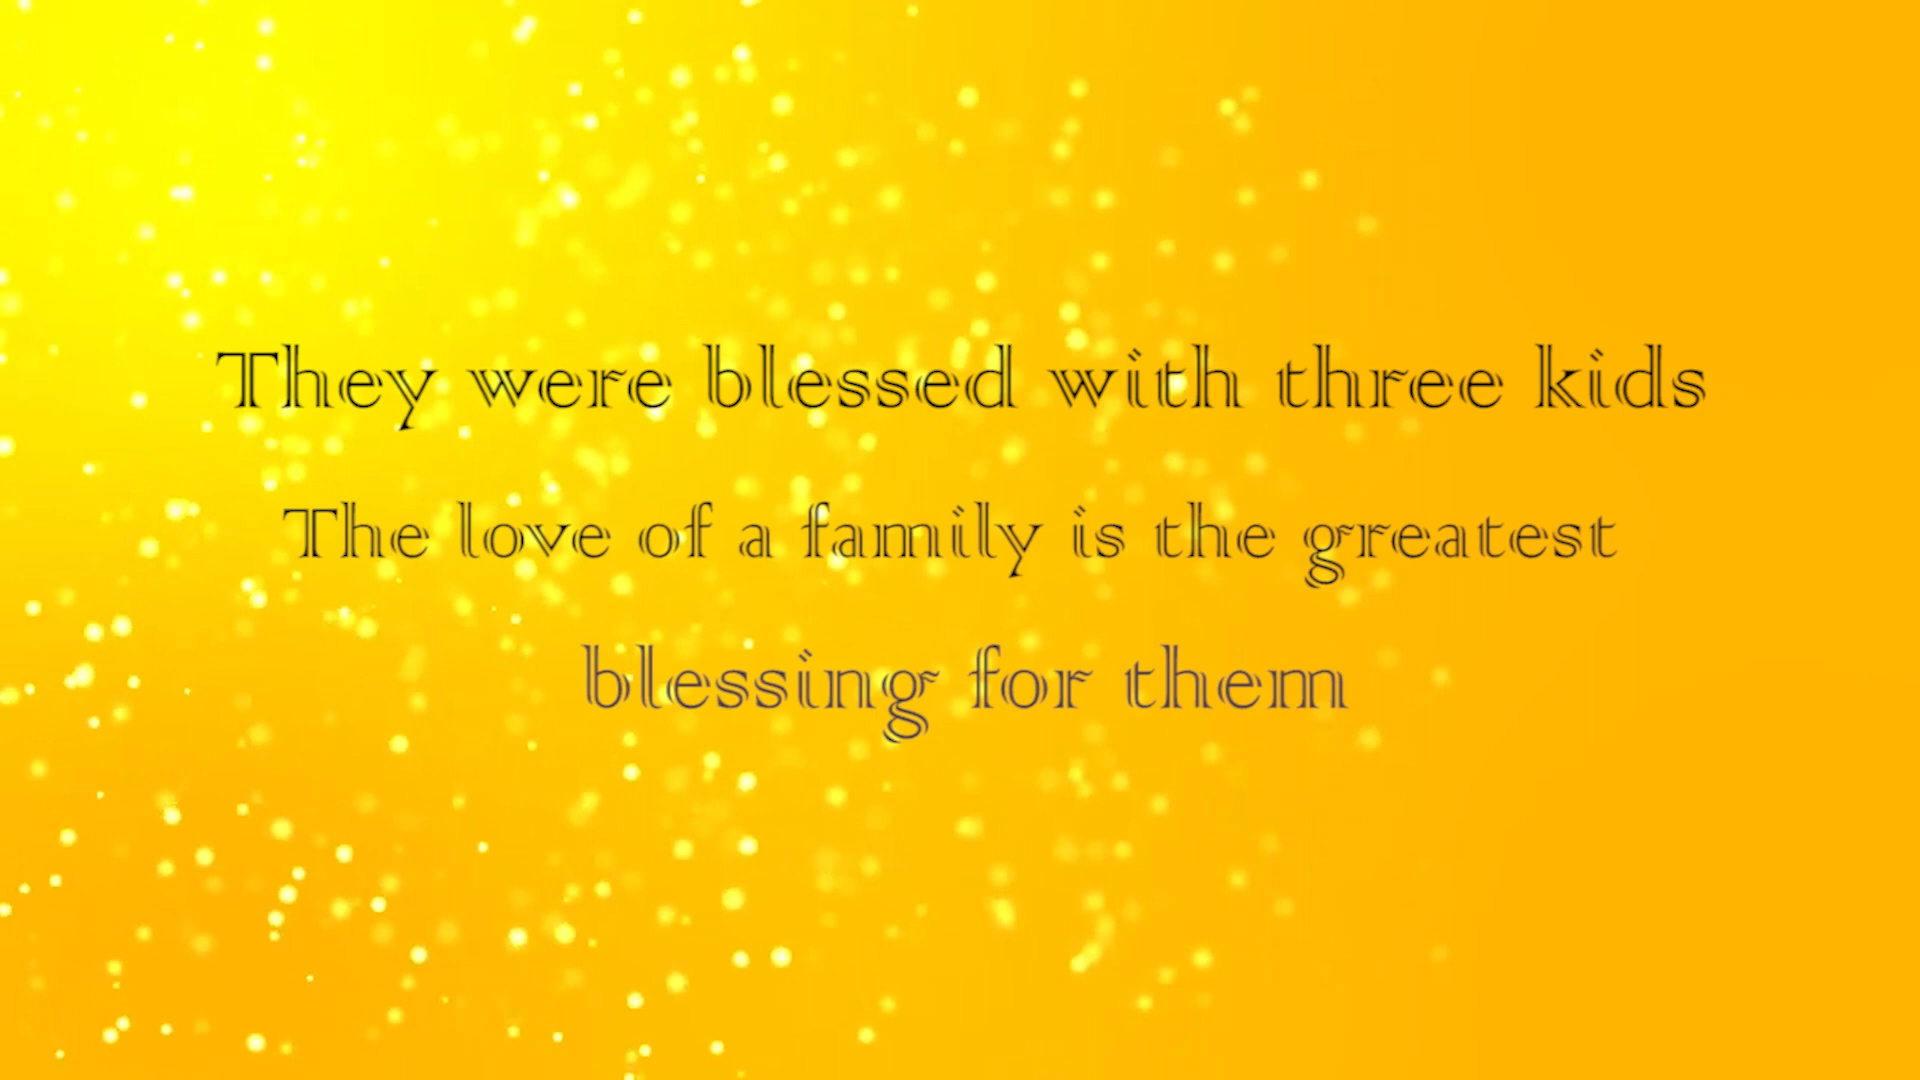 They were blessed with three kids
The love of a family is the greatest
blessing for them